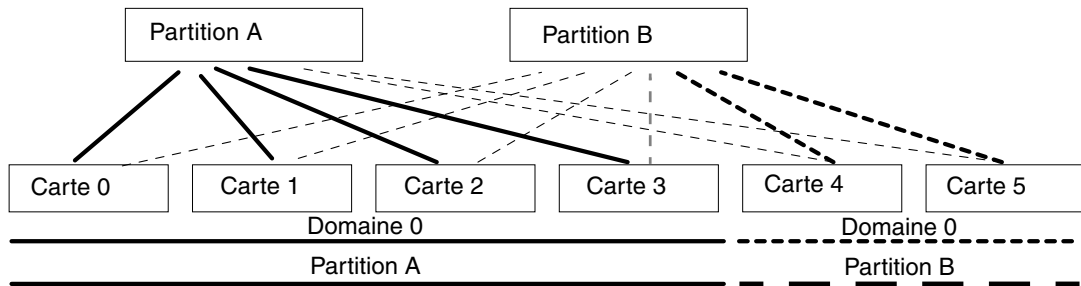 Partition A
Partition B
Carte 0
Carte 1
Carte 2
Carte 3
Carte 4
Carte 5
Domaine 0
Domaine 0
Partition A
Partition B